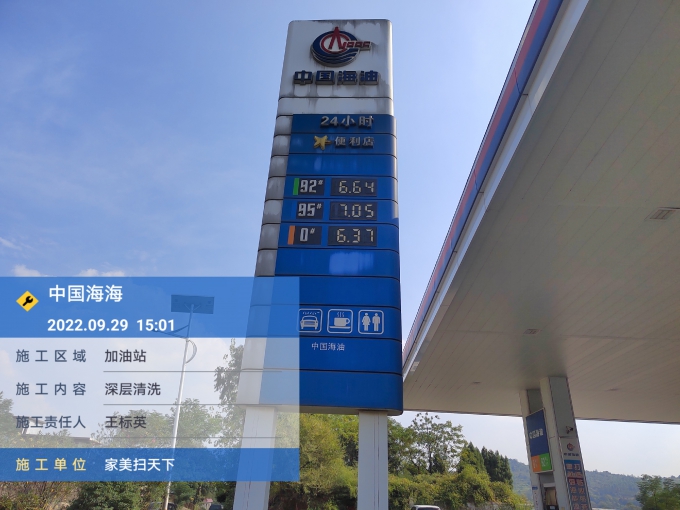 CNOOC
中国海油
24小时
便利店
92# 6.64
95# 7.05
0# 6.37
中国海油
中国海海
2022.09.29 15:01
施工区域 加油站
施工内容 深层清洗
施工责任人 王标英
施工单位 家美扫天下